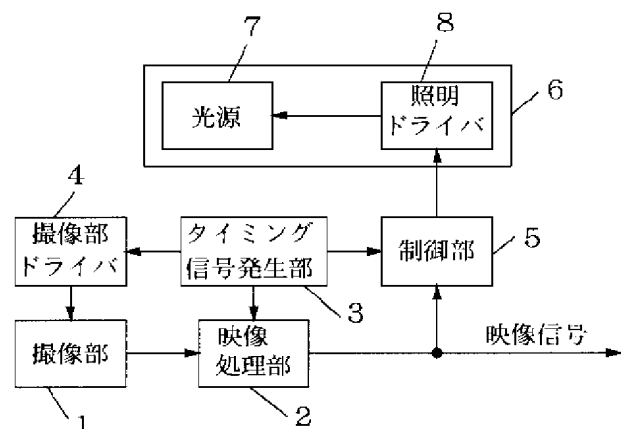 7
8
光源
照明
ドライバ
6
4
撮像部
ドライバ
タイミング
信号発生部
制御部
5
3
撮像部
映像
処理部
映像信号
1
2